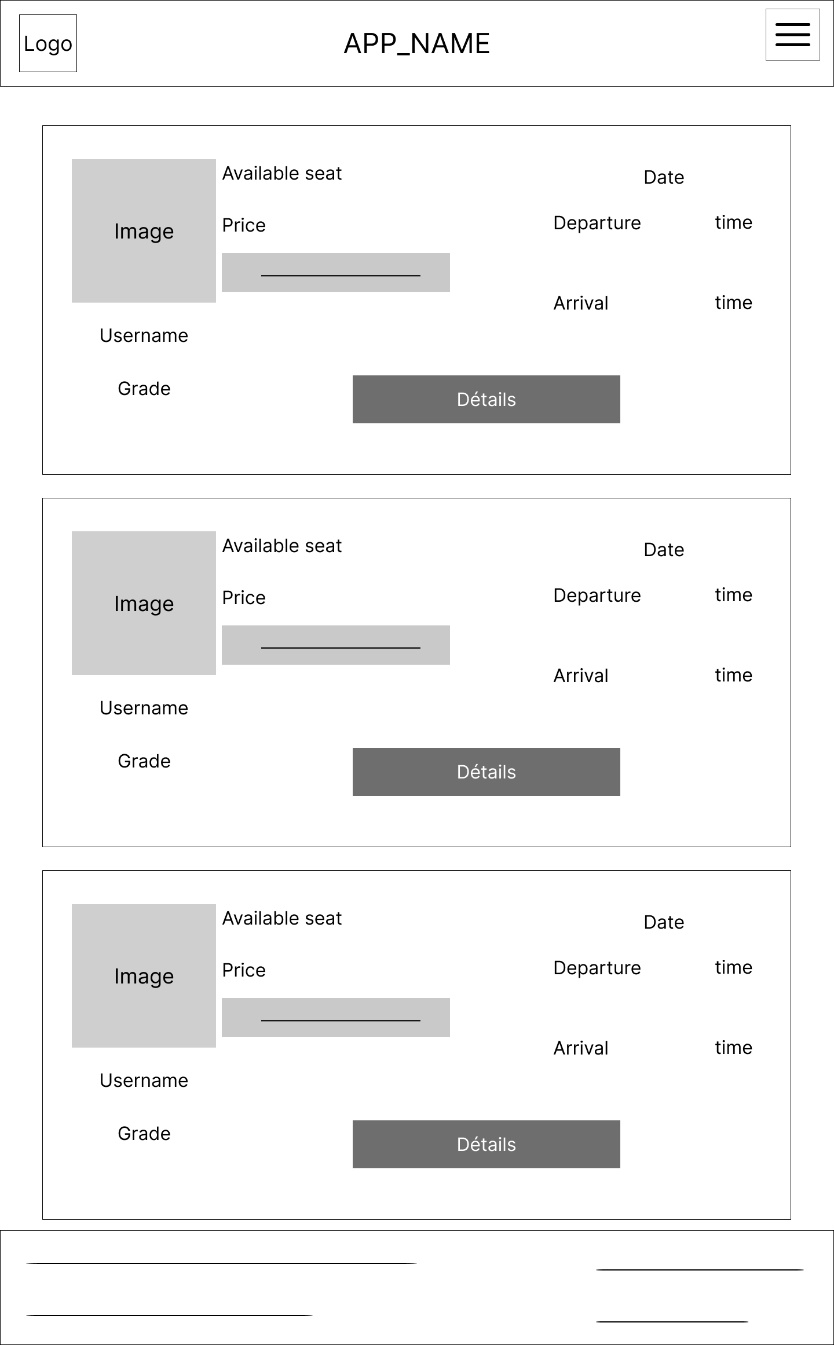 Logo
APP_NAME
Image
Available seat
Price
Username
Grade
Date
Departure time
Arrival time
Détails
Image
Available seat
Price
Username
Grade
Date
Departure time
Arrival time
Détails
Image
Available seat
Price
Username
Grade
Date
Departure time
Arrival time
Détails